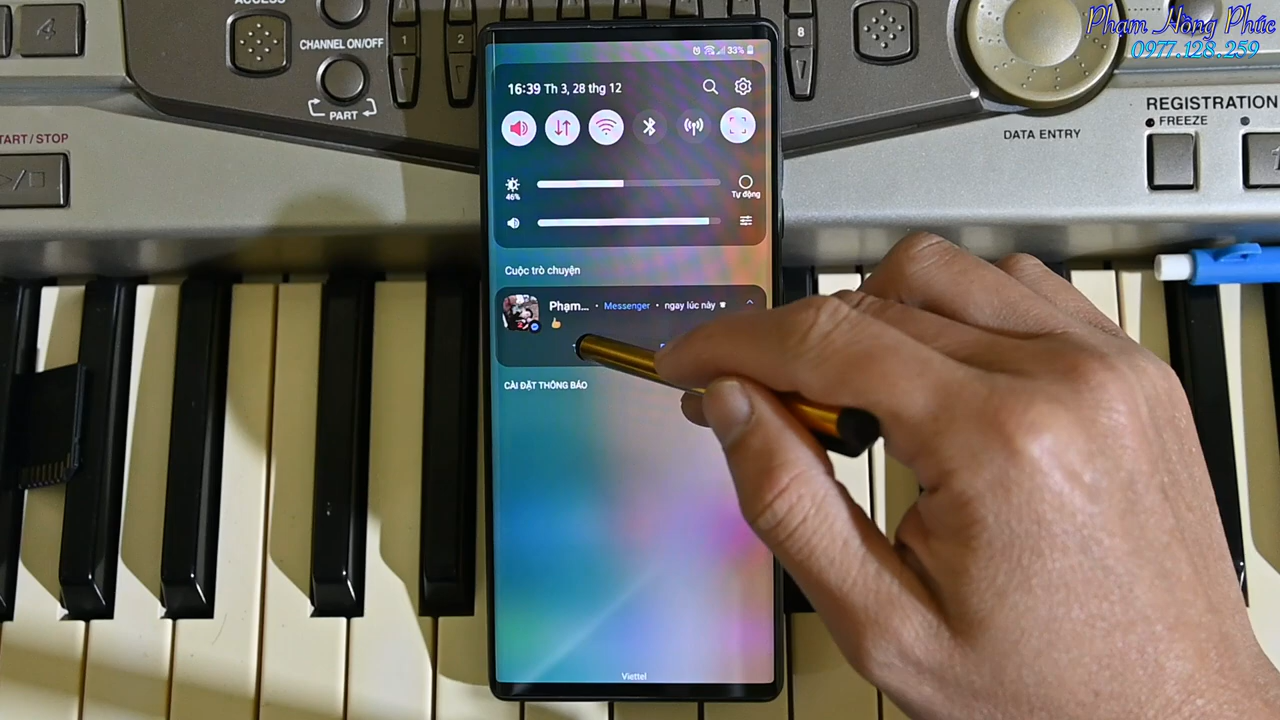 Phạm Hồng Phúc
0977.128.259
ACCESS
4
CHANNEL ON/OFF
PART
1
2
8
START/STOP
DATA ENTRY
REGISTRATION
FREEZE
1
33%
16:39 Th 3, 28 thg 12
46%
Tự động
Cuộc trò chuyện
Phạm... • Messenger • ngay lúc này
CÀI ĐẶT THÔNG BÁO
Viettel